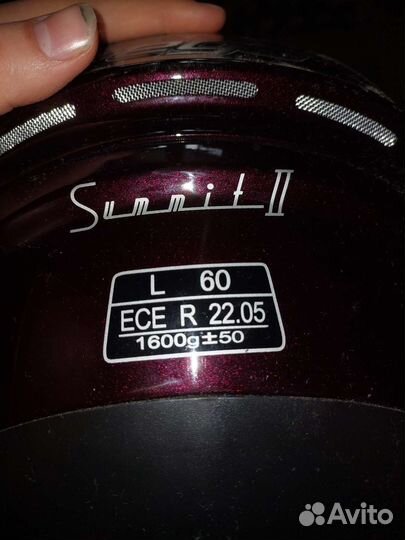 Summit II
L 60
ECE R 22.05
1600g±50
Avito